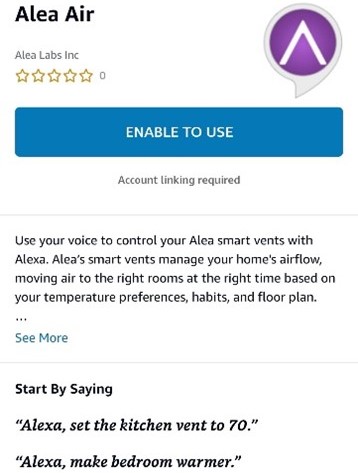 Alea Air
Alea Labs Inc
0
ENABLE TO USE
Account linking required
Use your voice to control your Alea smart vents with
Alexa. Alea’s smart vents manage your home's airflow,
moving air to the right rooms at the right time based on
your temperature preferences, habits, and floor plan.
...
See More
Start By Saying
“Alexa, set the kitchen vent to 70.”
“Alexa, make bedroom warmer.”